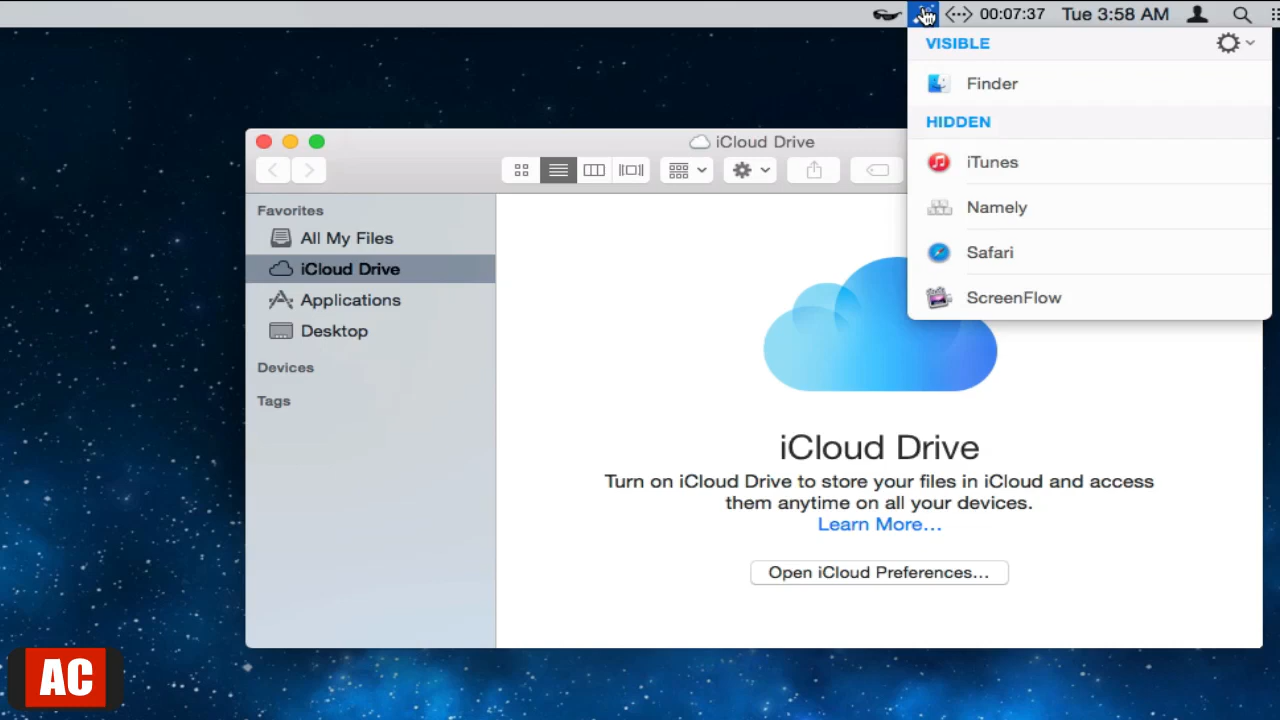 00:07:37 Tue 3:58 AM
VISIBLE
Finder
HIDDEN
iTunes
Namely
Safari
ScreenFlow
iCloud Drive
Favorites
All My Files
iCloud Drive
Applications
Desktop
Devices
Tags
iCloud Drive
Turn on iCloud Drive to store your files in iCloud and access
them anytime on all your devices.
Learn More...
Open iCloud Preferences...
AC